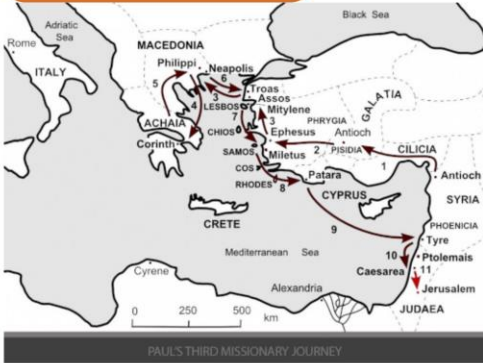 Black Sea
Adriatic
Sea
Rome
MACEDONIA
Philippi
Neapolis
ITALY
5
6
4
3
Troas
Assos
LESBOS
Mitylene
7
3
GALATIA
PHRYGIA
ACHAIA
CHIOS
Ephesus
Antioch
Corinth
2
PISIDIA
CILICIA
SAMOS
Miletus
1
COS
Patara
Antioch
RHODES
8
CYPRUS
SYRIA
CRETE
PHOENICIA
9
Tyre
Mediterranean Sea
10
Ptolemais
Cyrene
Caesarea
11
Alexandria
Jerusalem
JUDAEA
0 250 500
km
PAUL'S THIRD MISSIONARY JOURNEY